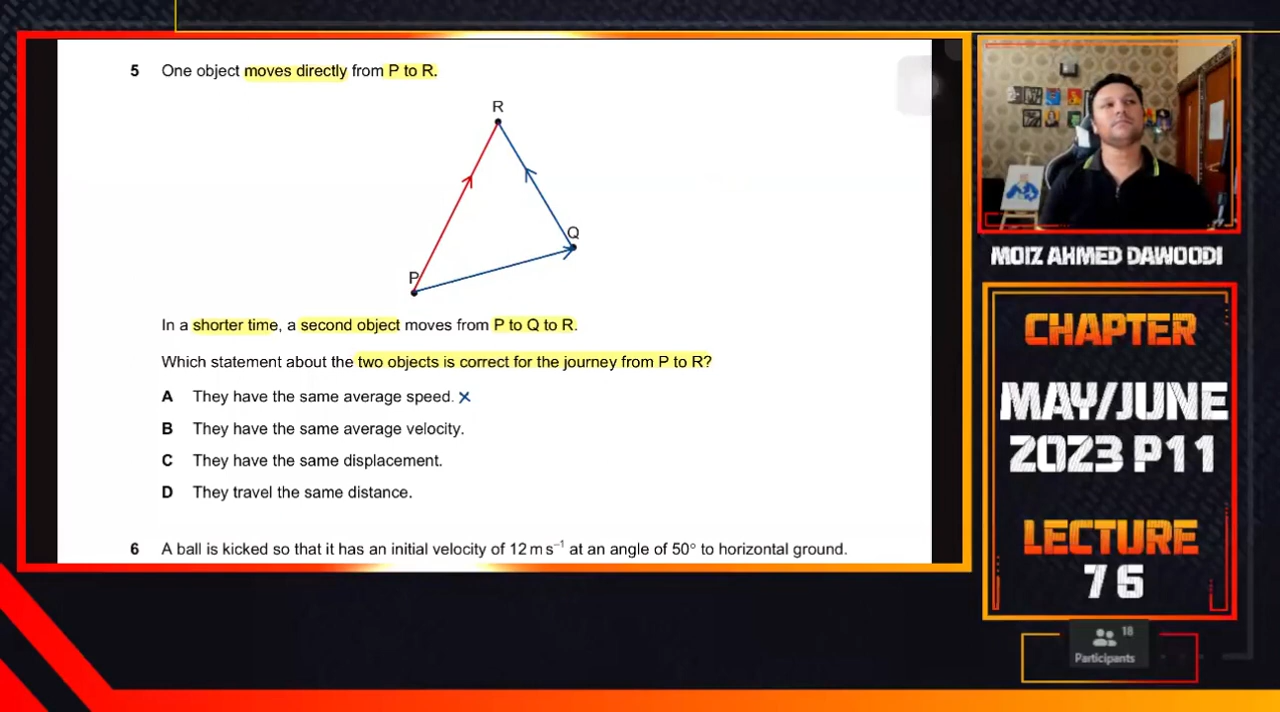 5 One object moves directly from P to R.
R
Q
P
In a shorter time, a second object moves from P to Q to R.
Which statement about the two objects is correct for the journey from P to R?
A They have the same average speed. ×
B They have the same average velocity.
C They have the same displacement.
D They travel the same distance.
6 A ball is kicked so that it has an initial velocity of 12 m s⁻¹ at an angle of 50° to horizontal ground.
MOIZ AHMED DAWOODI
CHAPTER
MAY/JUNE
2023 P11
LECTURE
76
18
Participants